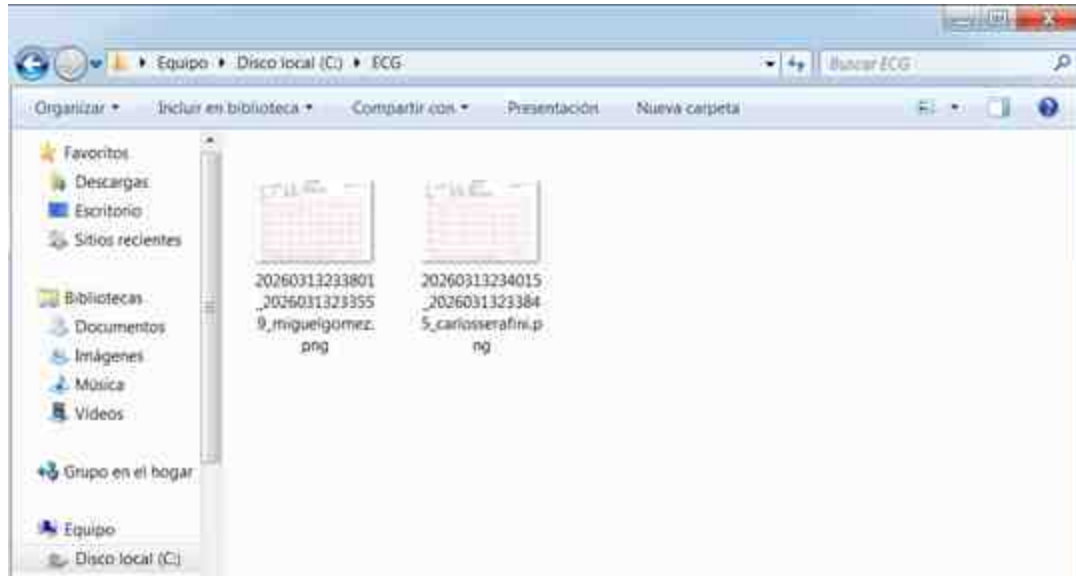 Equipo ▸ Disco local (C:) ▸ ECG
Buscar ECG
Organizar
Incluir en biblioteca
Compartir con
Presentación
Nueva carpeta
Favoritos
Descargas
Escritorio
Sitios recientes
Bibliotecas
Documentos
Imágenes
Música
Vídeos
Grupo en el hogar
Equipo
Disco local (C:)
20260313233801
_2026031323355
9_miguelgomez.
png
20260313234015
_2026031323384
5_carlosserafini.p
ng